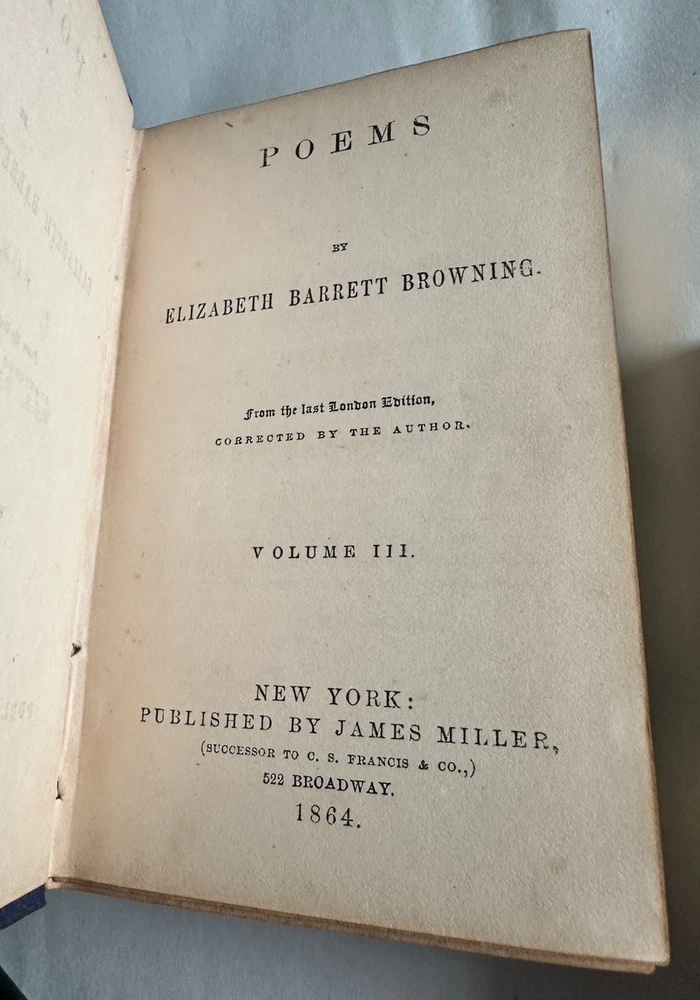 POEMS
BY
ELIZABETH BARRETT BROWNING.
From the last London Edition,
CORRECTED BY THE AUTHOR.
VOLUME III.
NEW YORK:
PUBLISHED BY JAMES MILLER,
(SUCCESSOR TO C. S. FRANCIS & CO.,)
522 BROADWAY.
1864.